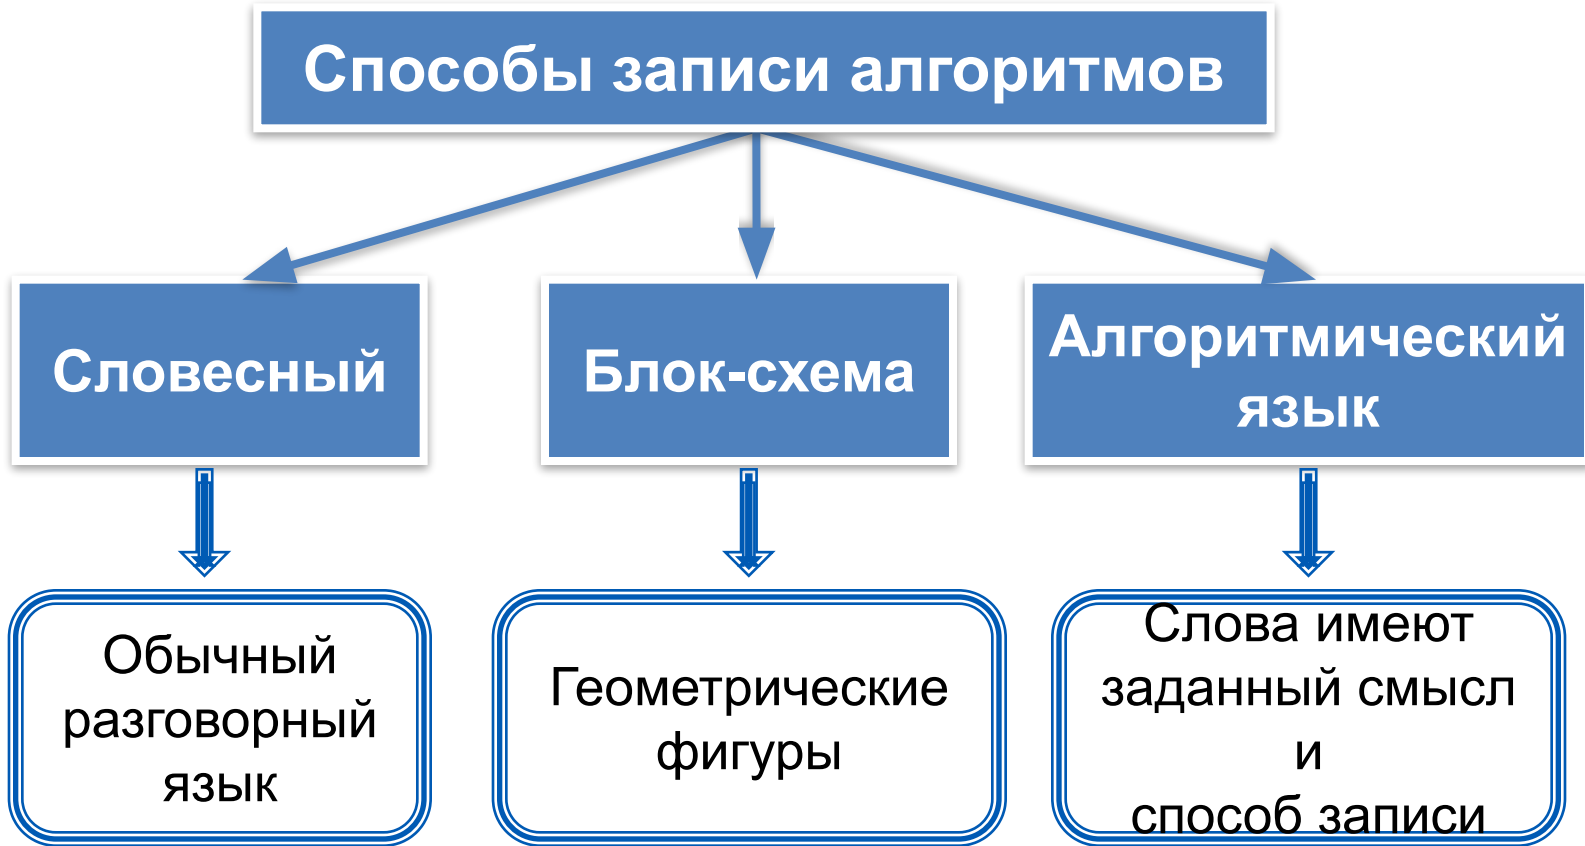 Способы записи алгоритмов
Словесный
Блок-схема
Алгоритмический
язык
Обычный
разговорный
язык
Геометрические
фигуры
Слова имеют
заданный смысл
и
способ записи